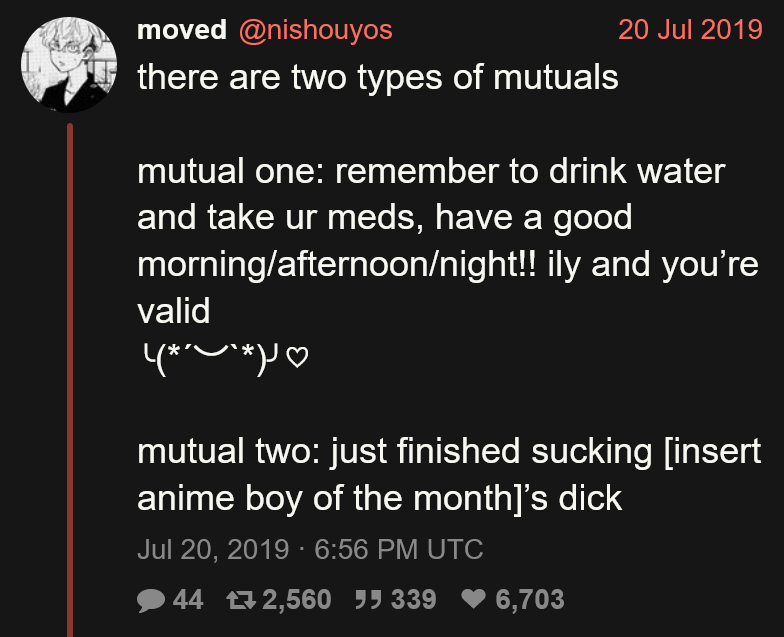 moved @nishouyos 20 Jul 2019
there are two types of mutuals
mutual one: remember to drink water
and take ur meds, have a good
morning/afternoon/night!! ily and you’re
valid
╰(*´︶`*)╯♡
mutual two: just finished sucking [insert
anime boy of the month]’s dick
Jul 20, 2019 · 6:56 PM UTC
44 2,560 339 6,703